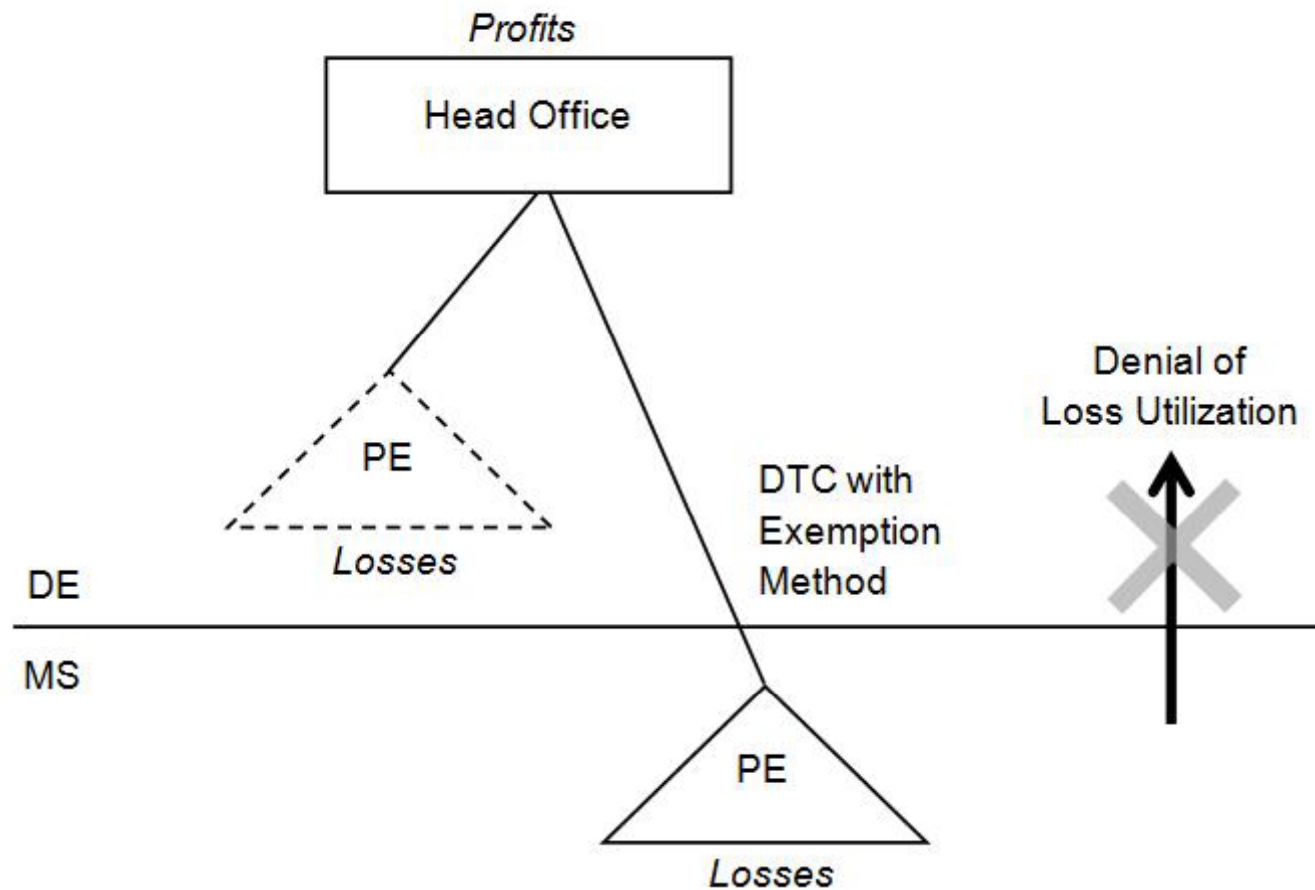 Profits
Head Office
PE
Losses
DE
DTC with
Exemption
Method
Denial of
Loss Utilization
MS
PE
Losses